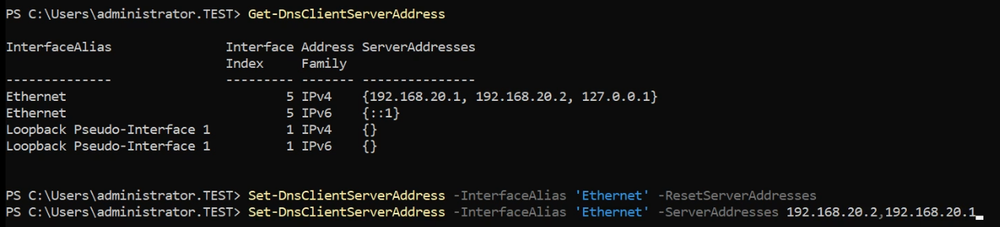 PS C:\Users\administrator.TEST> Get-DnsClientServerAddress
InterfaceAlias Interface Address ServerAddresses
Index Family
-------------- --------- ------- ---------------
Ethernet 5 IPv4 {192.168.20.1, 192.168.20.2, 127.0.0.1}
Ethernet 5 IPv6 {::1}
Loopback Pseudo-Interface 1 1 IPv4 {}
Loopback Pseudo-Interface 1 1 IPv6 {}
PS C:\Users\administrator.TEST> Set-DnsClientServerAddress -InterfaceAlias 'Ethernet' -ResetServerAddresses
PS C:\Users\administrator.TEST> Set-DnsClientServerAddress -InterfaceAlias 'Ethernet' -ServerAddresses 192.168.20.2,192.168.20.1